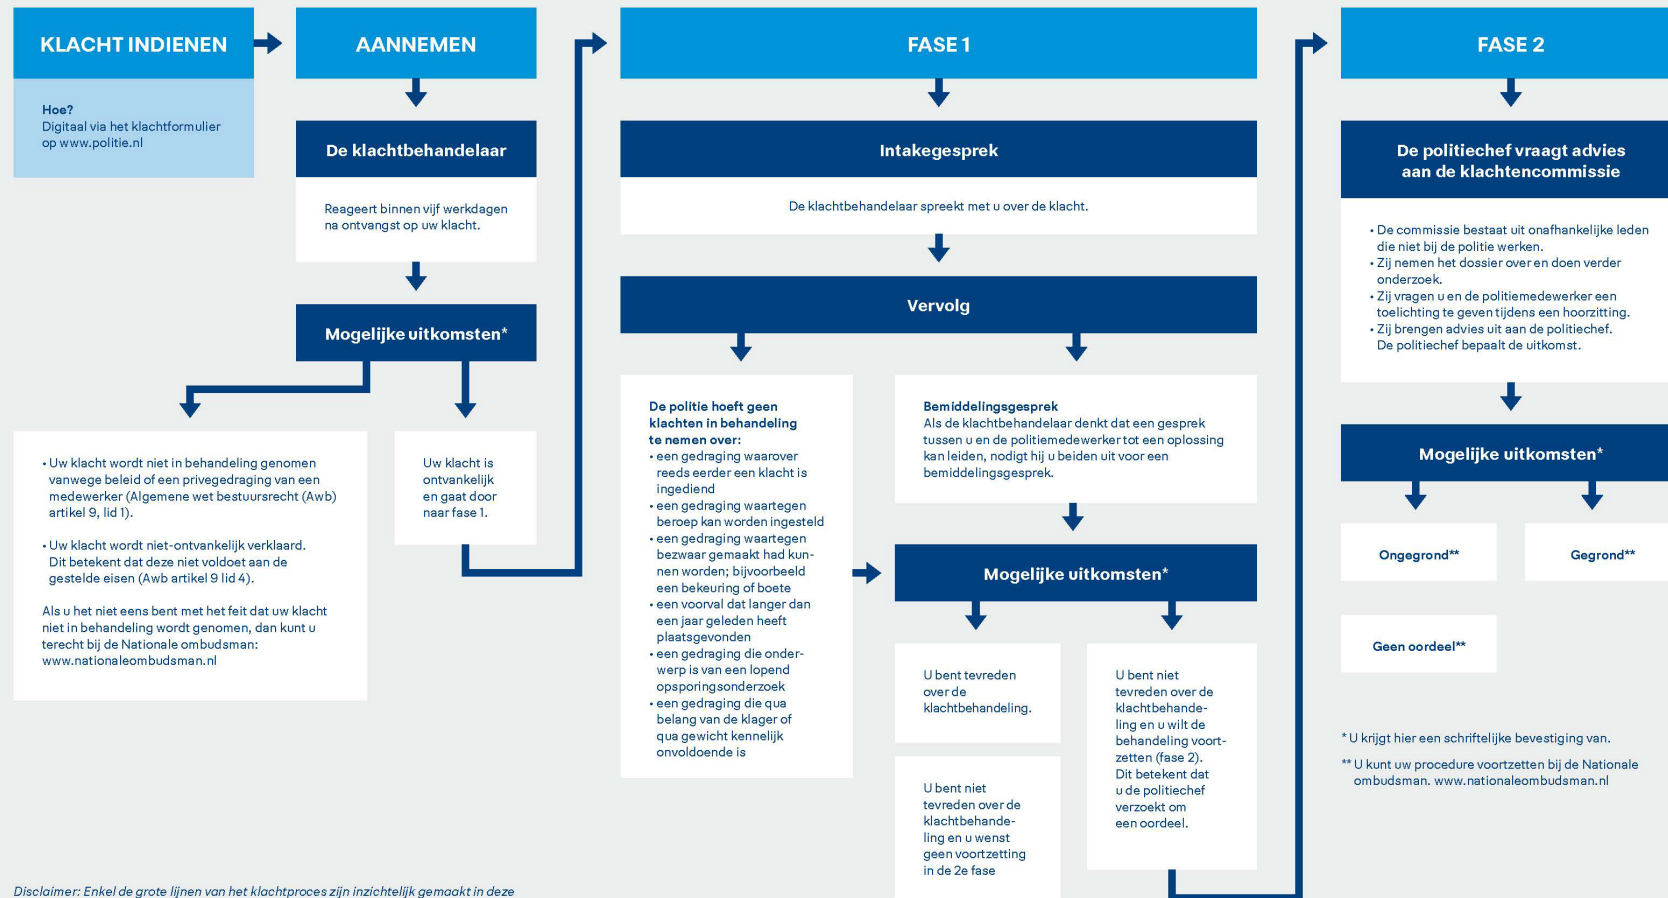 KLACHT INDIENEN
Hoe?
Digitaal via het klachtformulier
op www.politie.nl
AANNEMEN
De klachtbehandelaar
Reageert binnen vijf werkdagen
na ontvangst op uw klacht.
Mogelijke uitkomsten*
• Uw klacht wordt niet in behandeling genomen
vanwege beleid of een privegedraging van een
medewerker (Algemene wet bestuursrecht (Awb)
artikel 9, lid 1).
• Uw klacht wordt niet-ontvankelijk verklaard.
Dit betekent dat deze niet voldoet aan de
gestelde eisen (Awb artikel 9 lid 4).
Als u het niet eens bent met het feit dat uw klacht
niet in behandeling wordt genomen, dan kunt u
terecht bij de Nationale ombudsman:
www.nationaleombudsman.nl
Uw klacht is
ontvankelijk
en gaat door
naar fase 1.
FASE 1
Intakegesprek
De klachtbehandelaar spreekt met u over de klacht.
Vervolg
De politie hoeft geen
klachten in behandeling
te nemen over:
• een gedraging waarover
reeds eerder een klacht is
ingediend
• een gedraging waartegen
beroep kan worden ingesteld
• een gedraging waartegen
bezwaar gemaakt had kun-
nen worden; bijvoorbeeld
een bekeuring of boete
• een voorval dat langer dan
een jaar geleden heeft
plaatsgevonden
• een gedraging die onder-
werp is van een lopend
opsporingsonderzoek
• een gedraging die qua
belang van de klager of
qua gewicht kennelijk
onvoldoende is
Bemiddelingsgesprek
Als de klachtbehandelaar denkt dat een gesprek
tussen u en de politiemedewerker tot een oplossing
kan leiden, nodigt hij u beiden uit voor een
bemiddelingsgesprek.
Mogelijke uitkomsten*
U bent tevreden
over de
klachtbehandeling.
U bent niet
tevreden over de
klachtbehande-
ling en u wenst
geen voortzetting
in de 2e fase
U bent niet
tevreden over de
klachtbehande-
ling en u wilt de
behandeling voort-
zetten (fase 2).
Dit betekent dat
u de politiechef
verzoekt om
een oordeel.
FASE 2
De politiechef vraagt advies
aan de klachtencommissie
• De commissie bestaat uit onafhankelijke leden
die niet bij de politie werken.
• Zij nemen het dossier over en doen verder
onderzoek.
• Zij vragen u en de politiemedewerker een
toelichting te geven tijdens een hoorzitting.
• Zij brengen advies uit aan de politiechef.
De politiechef bepaalt de uitkomst.
Mogelijke uitkomsten*
Ongegrond**
Gegrond**
Geen oordeel**
* U krijgt hier een schriftelijke bevestiging van.
** U kunt uw procedure voortzetten bij de Nationale
ombudsman. www.nationaleombudsman.nl
Disclaimer: Enkel de grote lijnen van het klachtproces zijn inzichtelijk gemaakt in deze